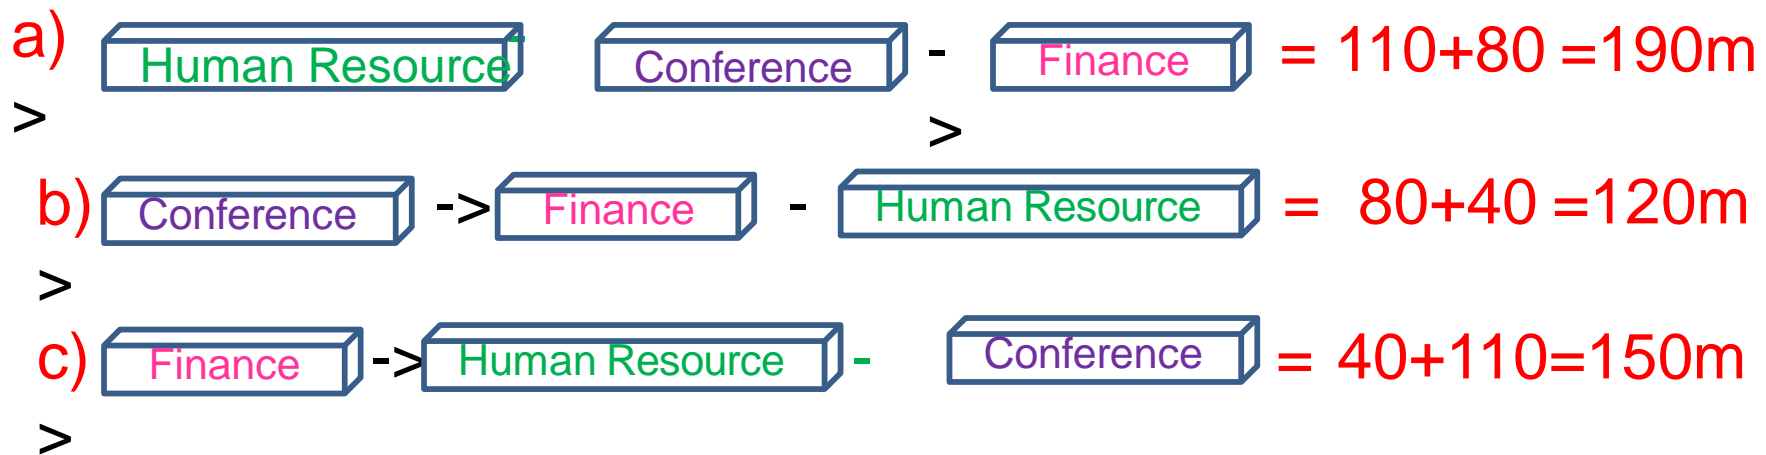 a) Human Resource - Conference - Finance = 110+80 =190m
> >
b) Conference -> Finance - Human Resource = 80+40 =120m
>
c) Finance -> Human Resource - Conference = 40+110=150m
>